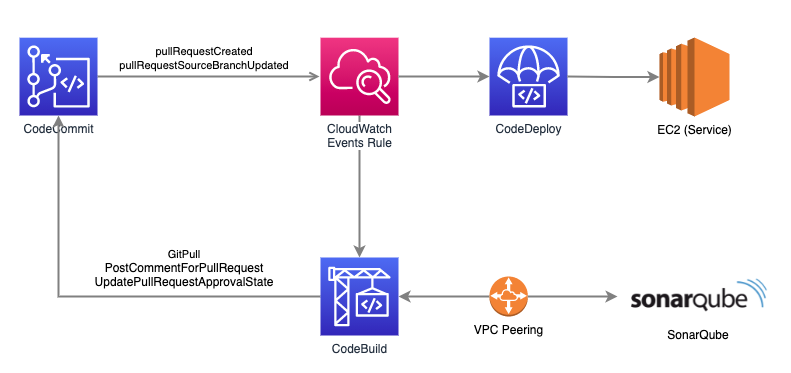 pullRequestCreated
pullRequestSourceBranchUpdated
CodeCommit
CloudWatch
Events Rule
CodeDeploy
EC2 (Service)
GitPull
PostCommentForPullRequest
UpdatePullRequestApprovalState
CodeBuild
VPC Peering
sonarqube
SonarQube